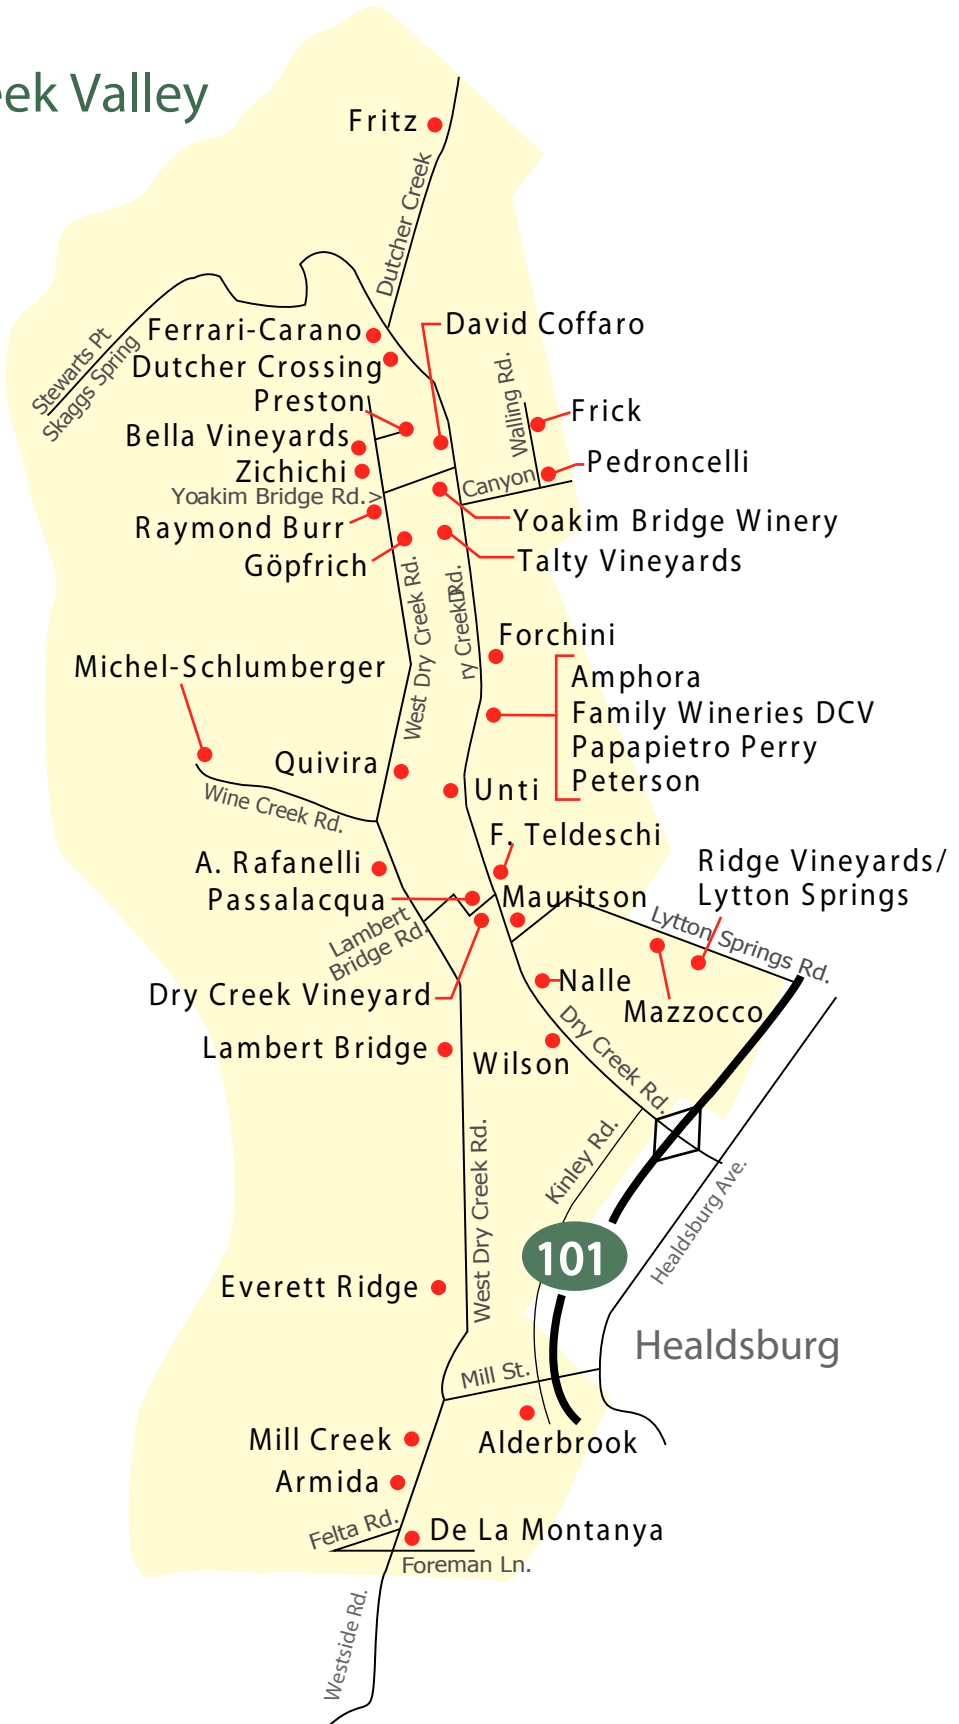 eek Valley
Fritz
Dutcher Creek
Stewarts Pt
Skaggs Spring
Ferrari-Carano
David Coffaro
Dutcher Crossing
Preston
Walling Rd.
Frick
Bella Vineyards
Zichichi
Pedroncelli
Canyon
Yoakim Bridge Rd.>
Raymond Burr
Yoakim Bridge Winery
Göpfrich
Talty Vineyards
West Dry Creek Rd.
Forchini
Michel-Schlumberger
Amphora
Family Wineries DCV
Papapietro Perry
Peterson
Quivira
Unti
Wine Creek Rd.
F. Teldeschi
A. Rafanelli
Ridge Vineyards/
Lytton Springs
Passalacqua
Mauritson
Lambert
Bridge Rd.
Lytton Springs Rd.
Dry Creek Vineyard
Nalle
Mazzocco
Lambert Bridge
Wilson
Dry Creek Rd.
Kinley Rd.
West Dry Creek Rd.
Healdsburg Ave.
101
Everett Ridge
Healdsburg
Mill St.
Mill Creek
Alderbrook
Armida
Felta Rd.
De La Montanya
Foreman Ln.
Westside Rd.